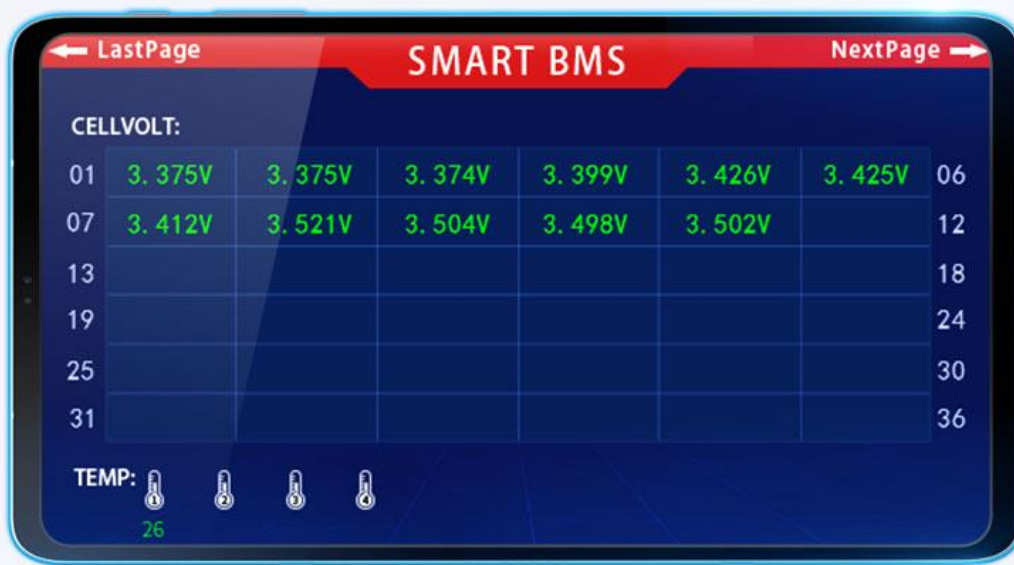 LastPage SMART BMS NextPage
CELLVOLT:
01 3.375V 3.375V 3.374V 3.399V 3.426V 3.425V 06
07 3.412V 3.521V 3.504V 3.498V 3.502V 12
13 18
19 24
25 30
31 36
TEMP: 1 2 3 4
26